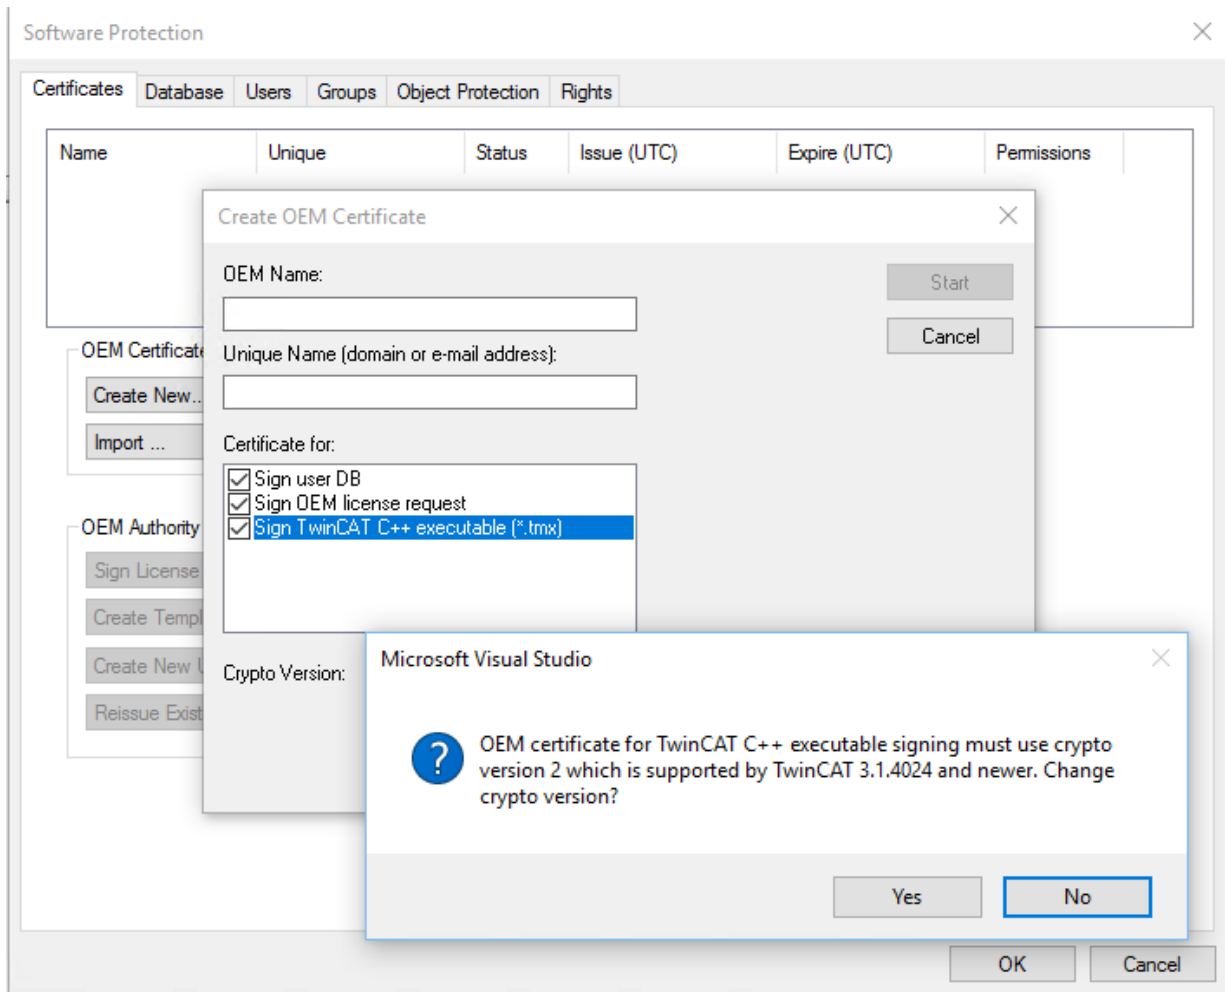 Software Protection
Certificates Database Users Groups Object Protection Rights
Name Unique Status Issue (UTC) Expire (UTC) Permissions
Create OEM Certificate
OEM Name:
Start
Cancel
Unique Name (domain or e-mail address):
OEM Certificate
Create New...
Import ...
Certificate for:
Sign user DB
Sign OEM license request
Sign TwinCAT C++ executable (*.tmx)
OEM Authority
Sign License
Create Templ
Create New U
Reissue Exist
Crypto Version:
Microsoft Visual Studio
OEM certificate for TwinCAT C++ executable signing must use crypto
version 2 which is supported by TwinCAT 3.1.4024 and newer. Change
crypto version?
Yes No
OK Cancel